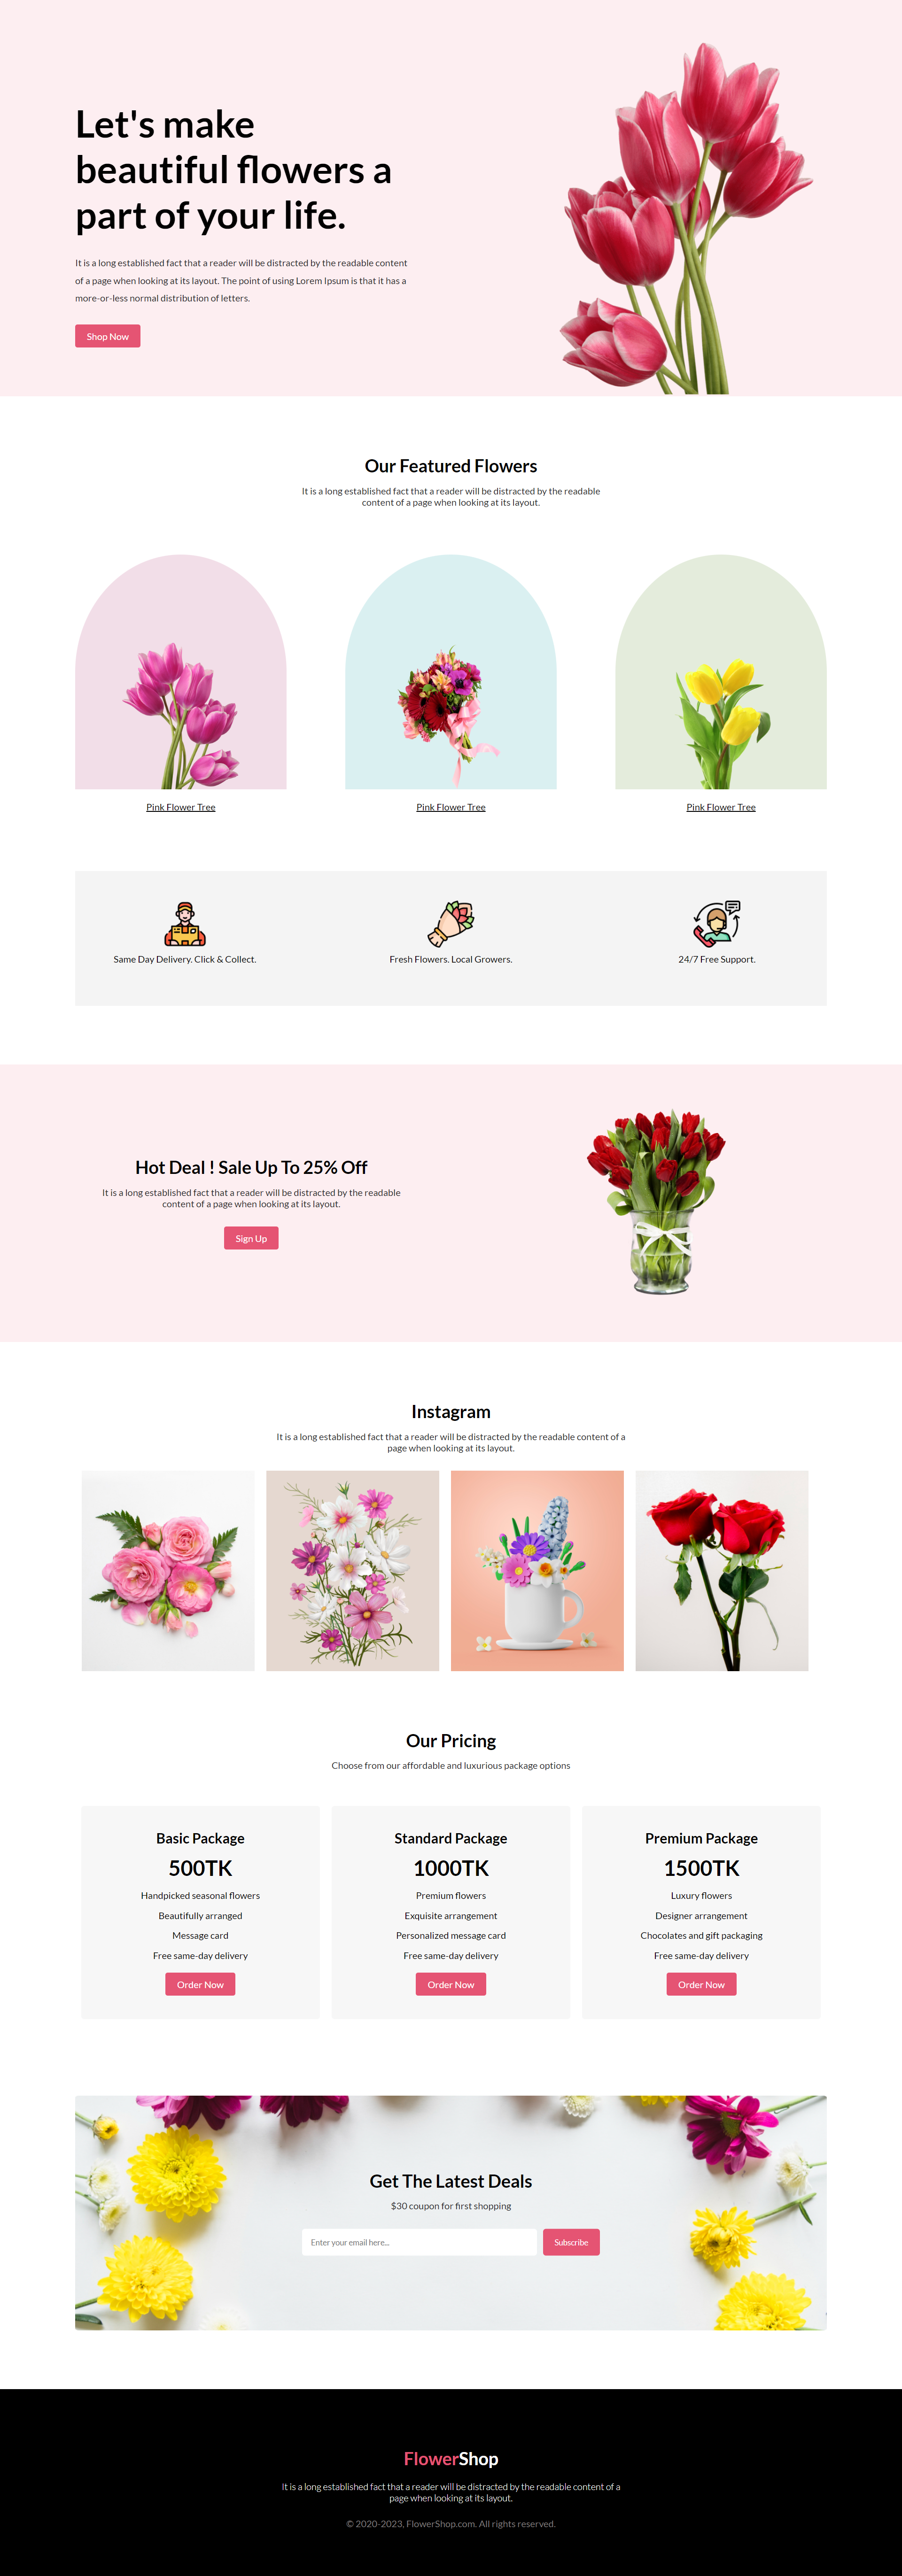 Let's make
beautiful flowers a
part of your life.
It is a long established fact that a reader will be distracted by the readable content
of a page when looking at its layout. The point of using Lorem Ipsum is that it has a
more-or-less normal distribution of letters.
Shop Now
Our Featured Flowers
It is a long established fact that a reader will be distracted by the readable
content of a page when looking at its layout.
Pink Flower Tree
Pink Flower Tree
Pink Flower Tree
Same Day Delivery. Click & Collect.
Fresh Flowers. Local Growers.
24/7 Free Support.
Hot Deal ! Sale Up To 25% Off
It is a long established fact that a reader will be distracted by the readable
content of a page when looking at its layout.
Sign Up
Instagram
It is a long established fact that a reader will be distracted by the readable content of a
page when looking at its layout.
Our Pricing
Choose from our affordable and luxurious package options
Basic Package
500TK
Handpicked seasonal flowers
Beautifully arranged
Message card
Free same-day delivery
Order Now
Standard Package
1000TK
Premium flowers
Exquisite arrangement
Personalized message card
Free same-day delivery
Order Now
Premium Package
1500TK
Luxury flowers
Designer arrangement
Chocolates and gift packaging
Free same-day delivery
Order Now
Get The Latest Deals
$30 coupon for first shopping
Enter your email here...
Subscribe
FlowerShop
It is a long established fact that a reader will be distracted by the readable content of a
page when looking at its layout.
© 2020-2023, FlowerShop.com. All rights reserved.